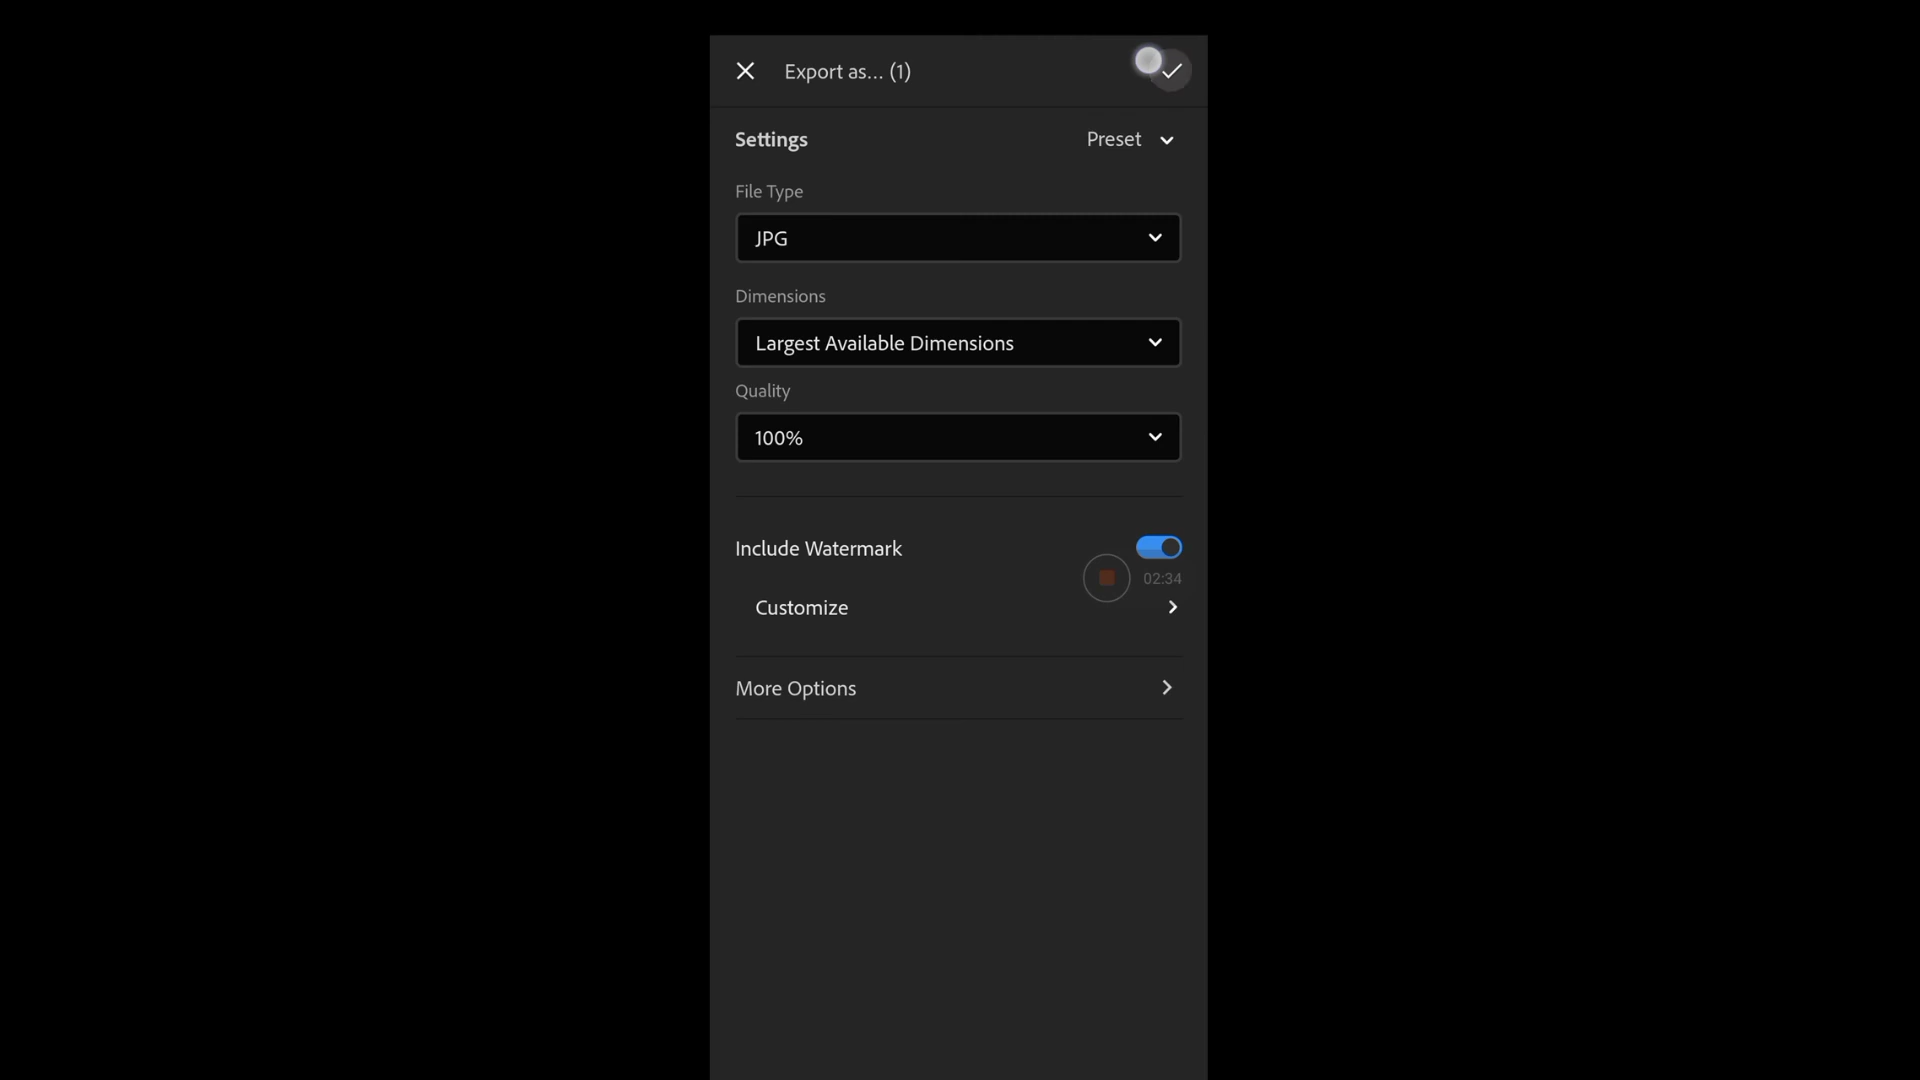 Export as... (1)
Settings
Preset
File Type
JPG
Dimensions
Largest Available Dimensions
Quality
100%
Include Watermark
02:34
Customize
More Options